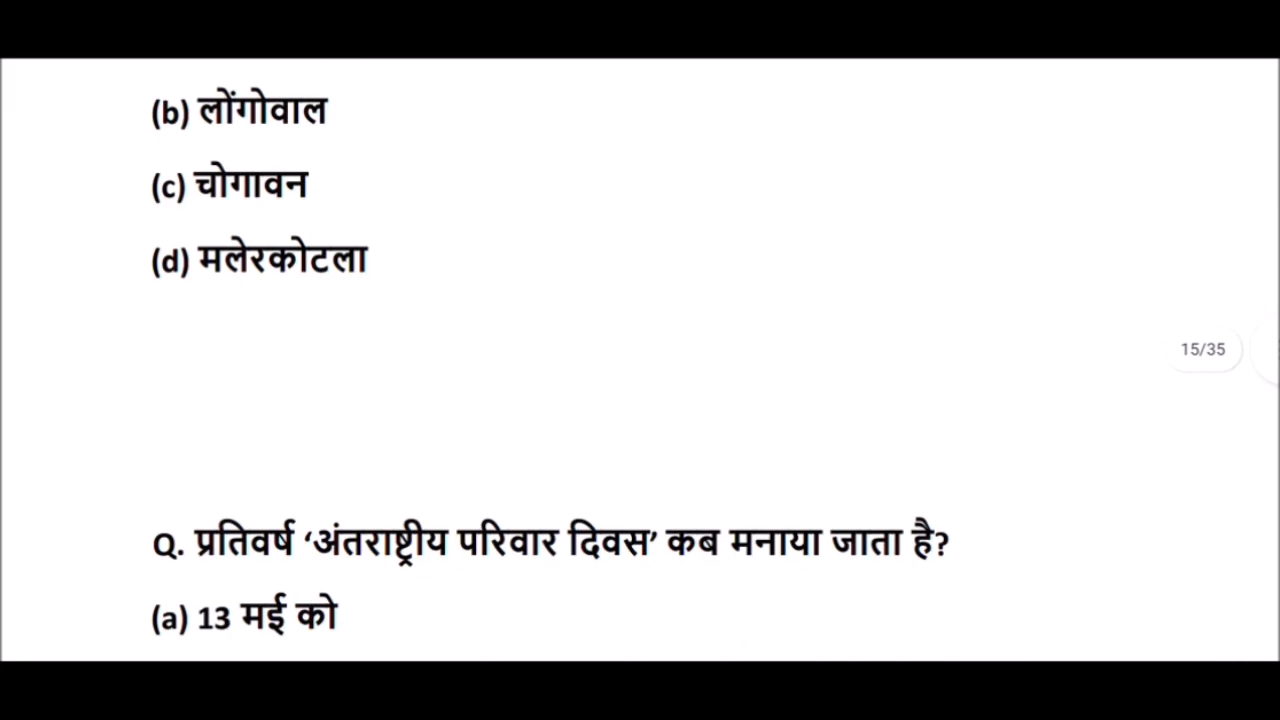 (b) लोंगोवाल
(c) चोगावन
(d) मलेरकोटला
15/35
Q. प्रतिवर्ष ‘अंतराष्ट्रीय परिवार दिवस’ कब मनाया जाता है?
(a) 13 मई को